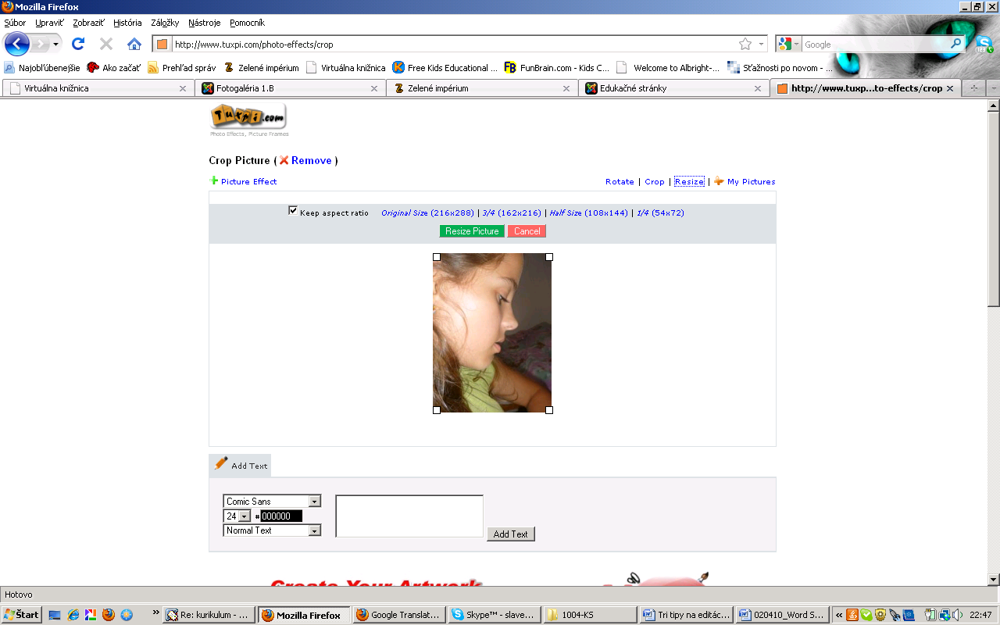 Mozilla Firefox
Súbor Upraviť Zobraziť História Záložky Nástroje Pomocník
http://www.tuxpi.com/photo-effects/crop Google
Najobľúbenejšie Ako začať Prehľad správ Zelené impérium Virtuálna knižnica Free Kids Educational ... FunBrain.com - Kids C... Welcome to Albright-... Sťažnosti po novom - ...
Virtuálna knižnica Fotogaléria 1.B Zelené impérium Edukačné stránky http://www.tuxp...to-effects/crop
Tuxpi.com
Photo Effects, Picture Frames
Crop Picture ( Remove )
Picture Effect Rotate | Crop | Resize | My Pictures
Keep aspect ratio Original Size (216x288) | 3/4 (162x216) | Half Size (108x144) | 1/4 (54x72)
Resize Picture Cancel
Add Text
Comic Sans
24 # 000000
Normal Text Add Text
Create Your Artwork
Hotovo
Štart Re: kurikulum - ... Mozilla Firefox Google Translat... Skype™ - slave... 1004-KS Tri tipy na editác... 020410_Word S... 22:47